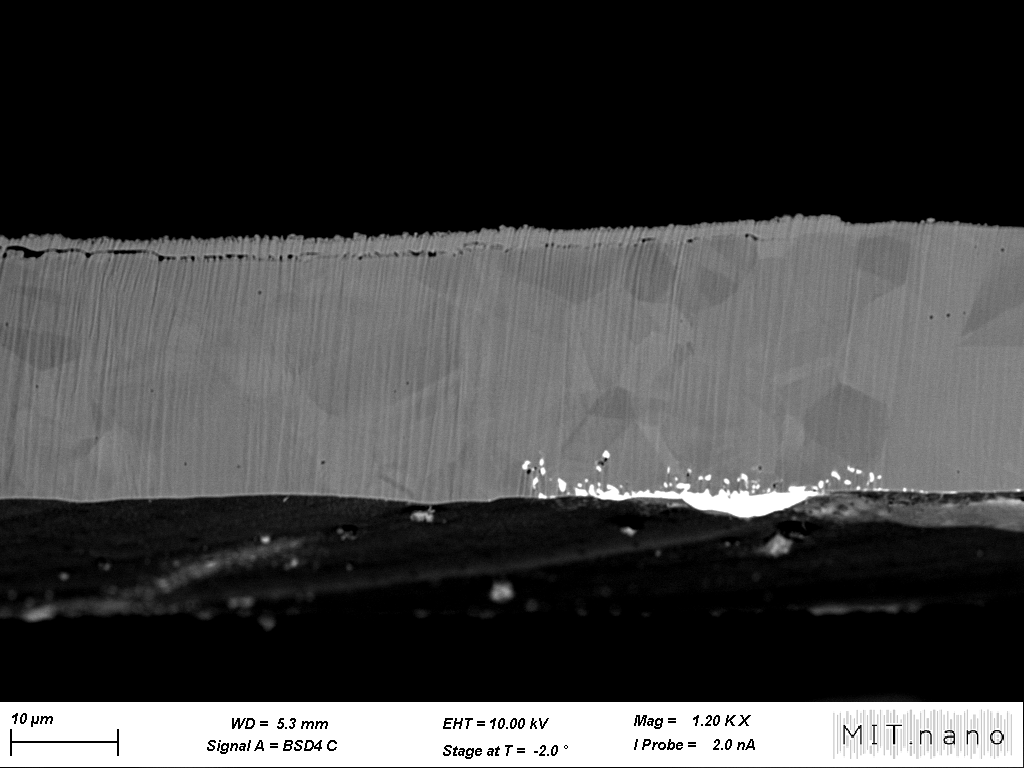 10 µm
WD = 5.3 mm
Signal A = BSD4 C
EHT = 10.00 kV
Stage at T = -2.0 °
Mag = 1.20 K X
I Probe = 2.0 nA
MIT.nano